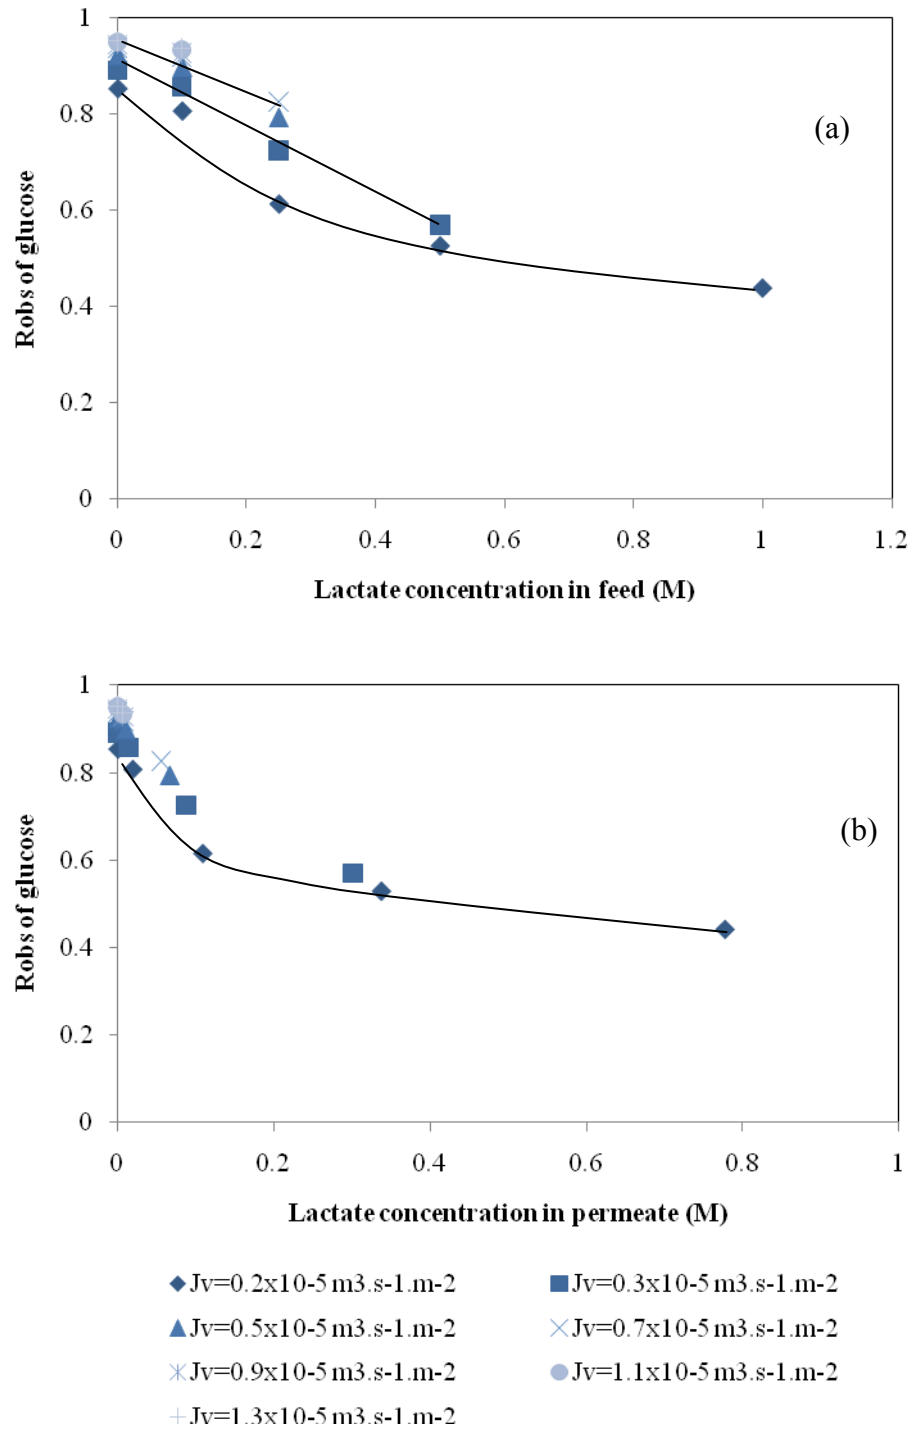 1
0.8
0.6
0.4
0.2
0
Robs of glucose
(a)
0 0.2 0.4 0.6 0.8 1 1.2
Lactate concentration in feed (M)
1
0.8
0.6
0.4
0.2
0
Robs of glucose
(b)
0 0.2 0.4 0.6 0.8 1
Lactate concentration in permeate (M)
Jv=0.2x10-5 m3.s-1.m-2 Jv=0.3x10-5 m3.s-1.m-2
Jv=0.5x10-5 m3.s-1.m-2 Jv=0.7x10-5 m3.s-1.m-2
Jv=0.9x10-5 m3.s-1.m-2 Jv=1.1x10-5 m3.s-1.m-2
Jv=1.3x10-5 m3.s-1.m-2